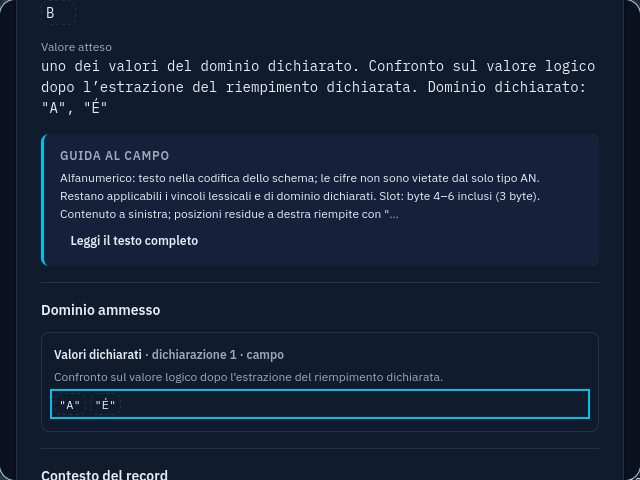 B
Valore atteso
uno dei valori del dominio dichiarato. Confronto sul valore logico
dopo l’estrazione del riempimento dichiarata. Dominio dichiarato:
"A", "É"
GUIDA AL CAMPO
Alfanumerico: testo nella codifica dello schema; le cifre non sono vietate dal solo tipo AN.
Restano applicabili i vincoli lessicali e di dominio dichiarati. Slot: byte 4–6 inclusi (3 byte).
Contenuto a sinistra; posizioni residue a destra riempite con "…
Leggi il testo completo
Dominio ammesso
Valori dichiarati · dichiarazione 1 · campo
Confronto sul valore logico dopo l’estrazione del riempimento dichiarata.
"A" "É"
Contesto del record